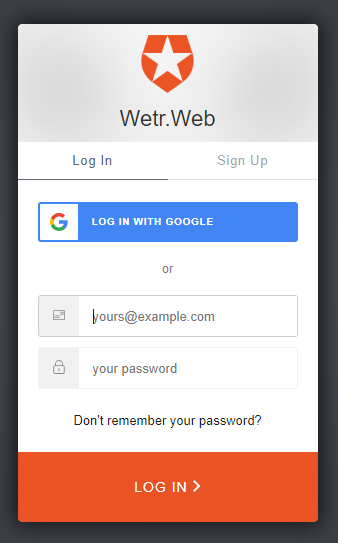 Wetr.Web
Log In
Sign Up
LOG IN WITH GOOGLE
or
yours@example.com
your password
Don't remember your password?
LOG IN